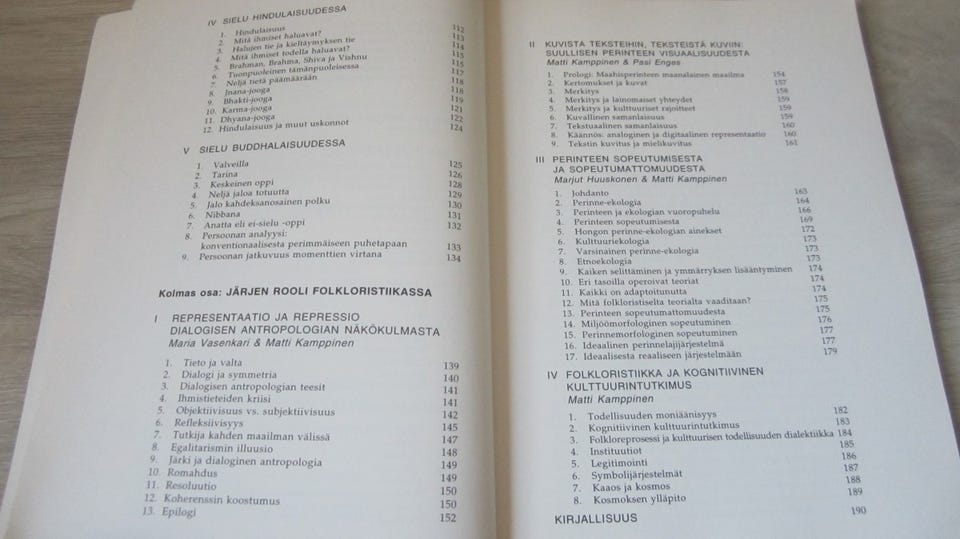 IV SIELU HINDULAISUUDESSA
1. Hindulaisuus 112
2. Mitä ihmiset haluavat? 113
3. Halujen tie ja kieltäymyksen tie 114
4. Mitä ihmiset todella haluavat? 115
5. Brahman, Brahma, Shiva ja Vishnu 115
6. Tuonpuoleinen tämänpuoleisessa 117
7. Neljä tietä päämäärään 118
8. Jnana-jooga 118
9. Bhakti-jooga 119
10. Karma-jooga 121
11. Dhyana-jooga 122
12. Hindulaisuus ja muut uskonnot 124
V SIELU BUDDHALAISUUDESSA
1. Valveilla 125
2. Tarina 126
3. Keskeinen oppi 128
4. Neljä jaloa totuutta 129
5. Jalo kahdeksanosainen polku 130
6. Nibbana 131
7. Anatta eli ei-sielu -oppi 132
8. Persoonan analyysi:
konventionaalisesta perimmäiseen puhetapaan 133
9. Persoonan jatkuvuus momenttien virtana 134
Kolmas osa: JÄRJEN ROOLI FOLKLORISTIIKASSA
I REPRESENTAATIO JA REPRESSIO
DIALOGISEN ANTROPOLOGIAN NÄKÖKULMASTA
Maria Vasenkari & Matti Kamppinen
1. Tieto ja valta 139
2. Dialogi ja symmetria 140
3. Dialogisen antropologian teesit 141
4. Ihmistieteiden kriisi 141
5. Objektiivisuus vs. subjektiivisuus 142
6. Refleksiivisyys 145
7. Tutkija kahden maailman välissä 147
8. Egalitarismin illuusio 148
9. Järki ja dialoginen antropologia 149
10. Romahdus 149
11. Resoluutio 150
12. Koherenssin koostumus 150
13. Epilogi 152
II KUVISTA TEKSTEIHIN, TEKSTEISTÄ KUVIIN:
SUULLISEN PERINTEEN VISUAALISUUDESTA
Matti Kamppinen & Pasi Enges
1. Prologi: Maahisperinteen maanalainen maailma 154
2. Kertomukset ja kuvat 157
3. Merkitys 158
4. Merkitys ja lainomaiset yhteydet 159
5. Merkitys ja kulttuuriset rajoitteet 159
6. Kuvallinen samanlaisuus 159
7. Tekstuaalinen samanlaisuus 160
8. Käännös: analoginen ja digitaalinen representaatio 160
9. Tekstin kuvitus ja mielikuvitus 161
III PERINTEEN SOPEUTUMISESTA
JA SOPEUTUMATTOMUUDESTA
Marjut Huuskonen & Matti Kamppinen
1. Johdanto 163
2. Perinne-ekologia 164
3. Perinteen ja ekologian vuoropuhelu 166
4. Perinteen sopeutumisesta 169
5. Hongon perinne-ekologian ainekset 172
6. Kulttuuriekologia 173
7. Varsinainen perinne-ekologia 173
8. Etnoekologia 173
9. Kaiken selittäminen ja ymmärryksen lisääntyminen 174
10. Eri tasoilla operoivat teoriat 174
11. Kaikki on adaptoitunutta 174
12. Mitä folkloristiselta teorialta vaaditaan? 175
13. Perinteen sopeutumattomuudesta 175
14. Miljöömorfologinen sopeutuminen 176
15. Perinnemorfologinen sopeutuminen 177
16. Ideaalinen perinnelajijärjestelmä 177
17. Ideaalisesta reaaliseen järjestelmään 179
IV FOLKLORISTIIKKA JA KOGNITIIVINEN
KULTTUURINTUTKIMUS
Matti Kamppinen
1. Todellisuuden moniäänisyys 182
2. Kognitiivinen kulttuurintutkimus 183
3. Folkloreprosessi ja kulttuurisen todellisuuden dialektiikka 184
4. Instituutiot 185
5. Legitimointi 186
6. Symbolijärjestelmät 187
7. Kaaos ja kosmos 188
8. Kosmoksen ylläpito 189
KIRJALLISUUS 190